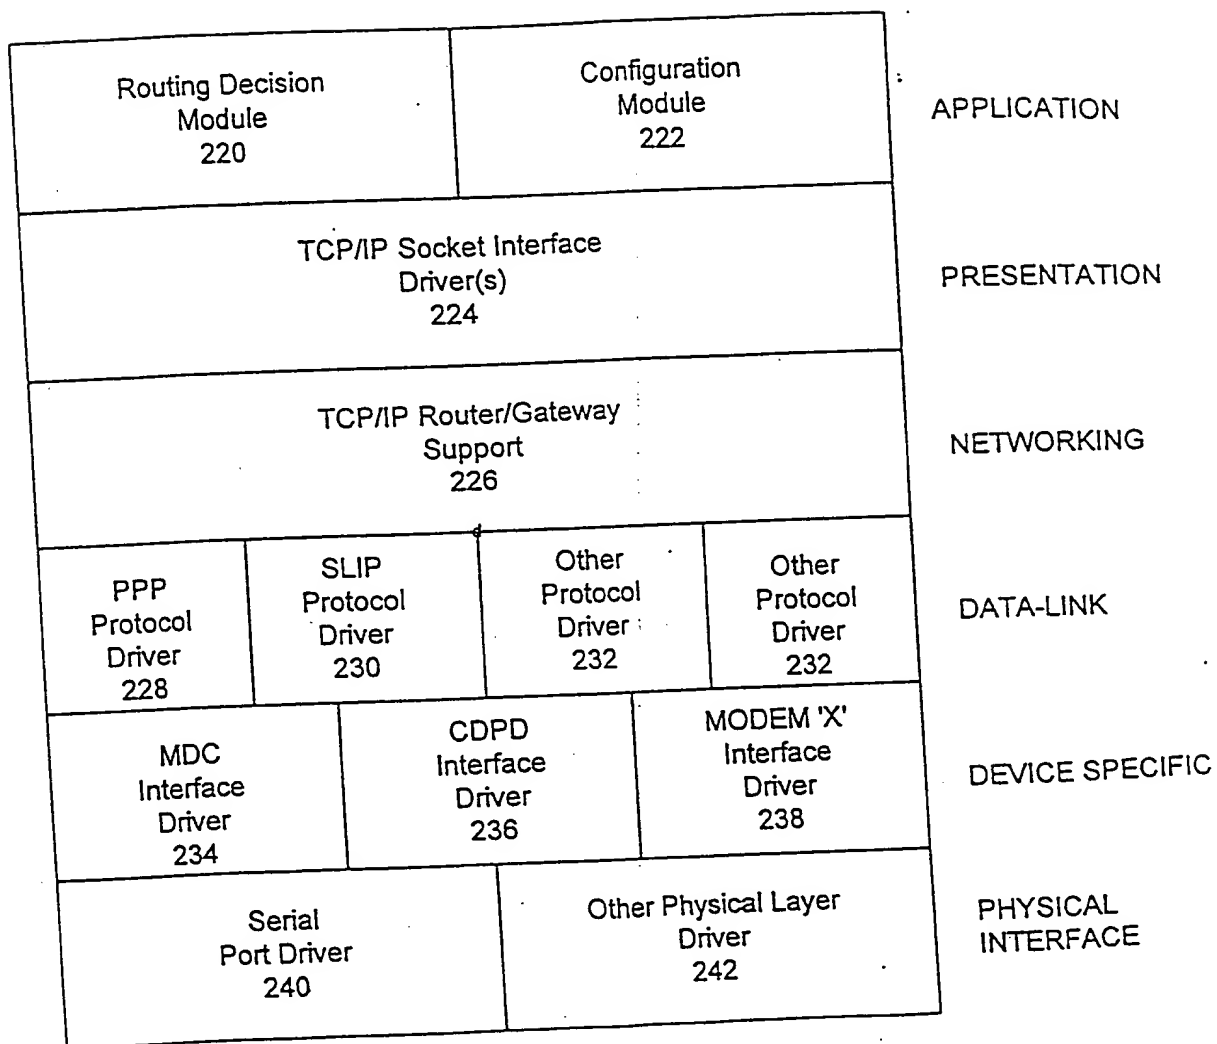 Routing Decision
Module
220
Configuration
Module
222
APPLICATION
TCP/IP Socket Interface
Driver(s)
224
PRESENTATION
TCP/IP Router/Gateway
Support
226
NETWORKING
PPP
Protocol
Driver
228
SLIP
Protocol
Driver
230
Other
Protocol
Driver
232
Other
Protocol
Driver
232
DATA-LINK
MDC
Interface
Driver
234
CDPD
Interface
Driver
236
MODEM 'X'
Interface
Driver
238
DEVICE SPECIFIC
Serial
Port Driver
240
Other Physical Layer
Driver
242
PHYSICAL
INTERFACE